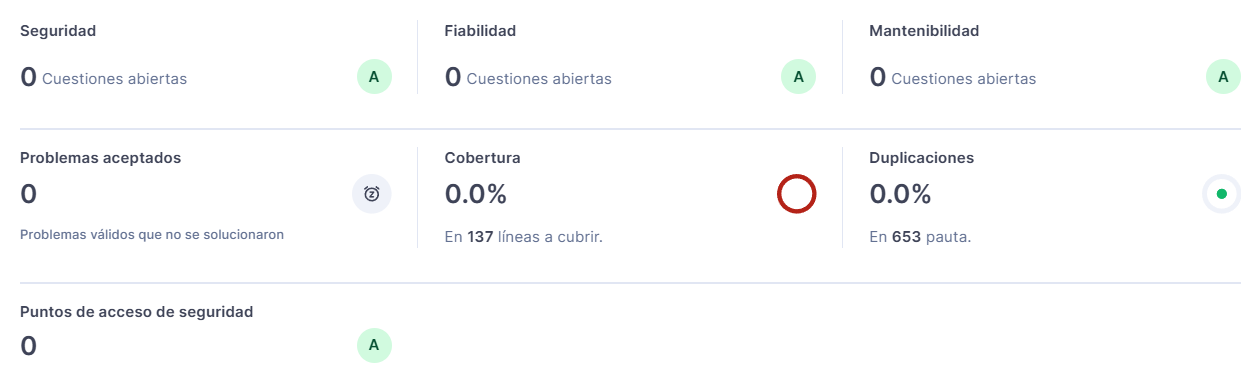 Seguridad
0 Cuestiones abiertas
A
Fiabilidad
0 Cuestiones abiertas
A
Mantenibilidad
0 Cuestiones abiertas
A
Problemas aceptados
0
Problemas válidos que no se solucionaron
Cobertura
0.0%
En 137 líneas a cubrir.
Duplicaciones
0.0%
En 653 pauta.
Puntos de acceso de seguridad
0
A